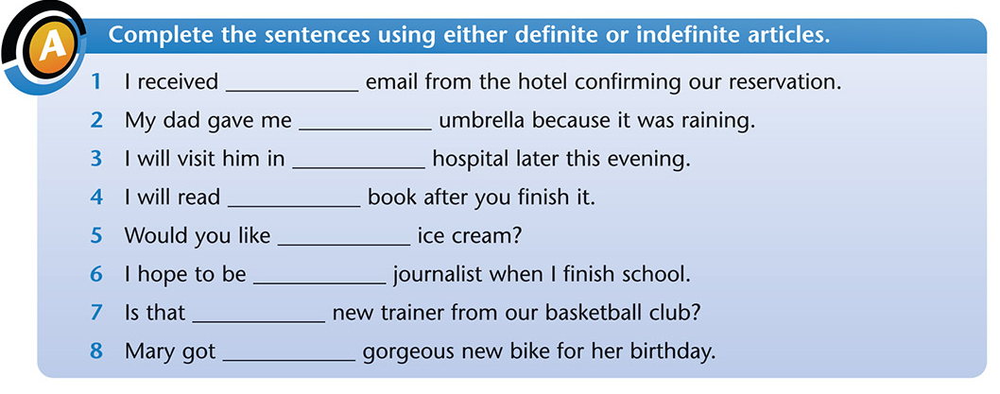 A
Complete the sentences using either definite or indefinite articles.
1 I received ____________ email from the hotel confirming our reservation.
2 My dad gave me ____________ umbrella because it was raining.
3 I will visit him in ____________ hospital later this evening.
4 I will read ____________ book after you finish it.
5 Would you like ____________ ice cream?
6 I hope to be ____________ journalist when I finish school.
7 Is that ____________ new trainer from our basketball club?
8 Mary got ____________ gorgeous new bike for her birthday.